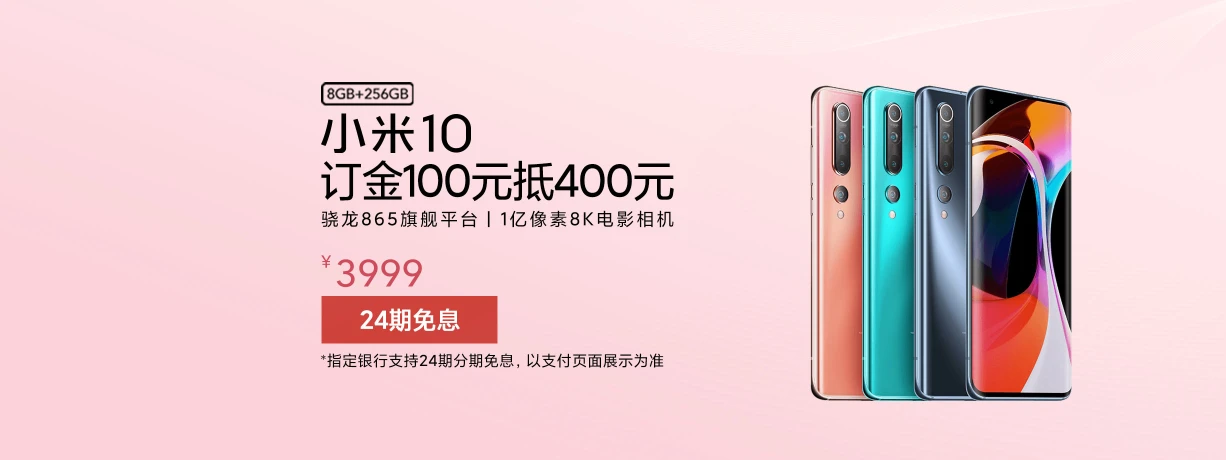 8GB+256GB
小米10
订金100元抵400元
骁龙865旗舰平台 | 1亿像素8K电影相机
¥3999
24期免息
*指定银行支持24期分期免息，以支付页面展示为准